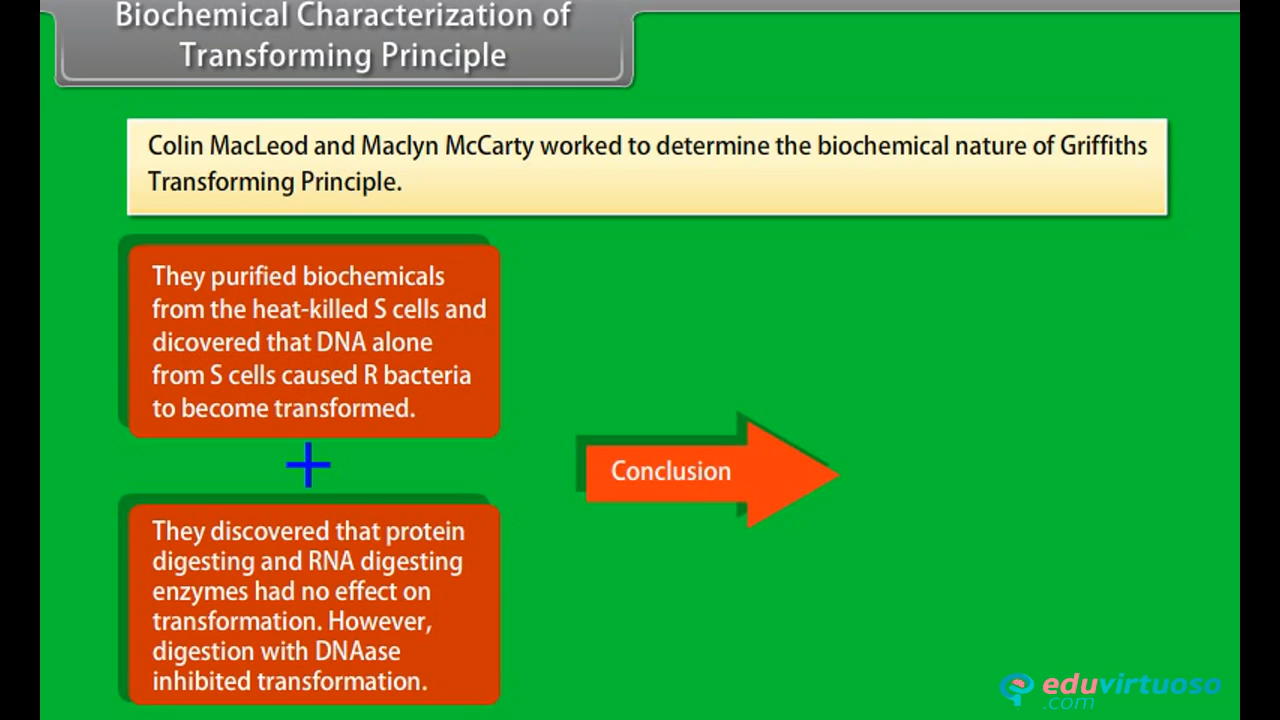 Biochemical Characterization of
Transforming Principle
Colin MacLeod and Maclyn McCarty worked to determine the biochemical nature of Griffiths
Transforming Principle.
They purified biochemicals
from the heat-killed S cells and
dicovered that DNA alone
from S cells caused R bacteria
to become transformed.
+
They discovered that protein
digesting and RNA digesting
enzymes had no effect on
transformation. However,
digestion with DNAase
inhibited transformation.
Conclusion
eduvirtuoso
.com